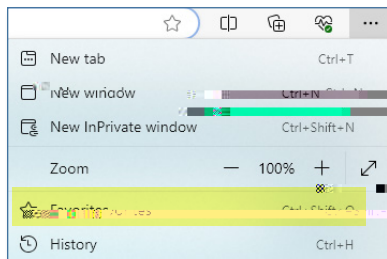 New tab Ctrl+T
New window Ctrl+N
New InPrivate window Ctrl+Shift+N
Zoom — 100% +
Favorites
History Ctrl+H